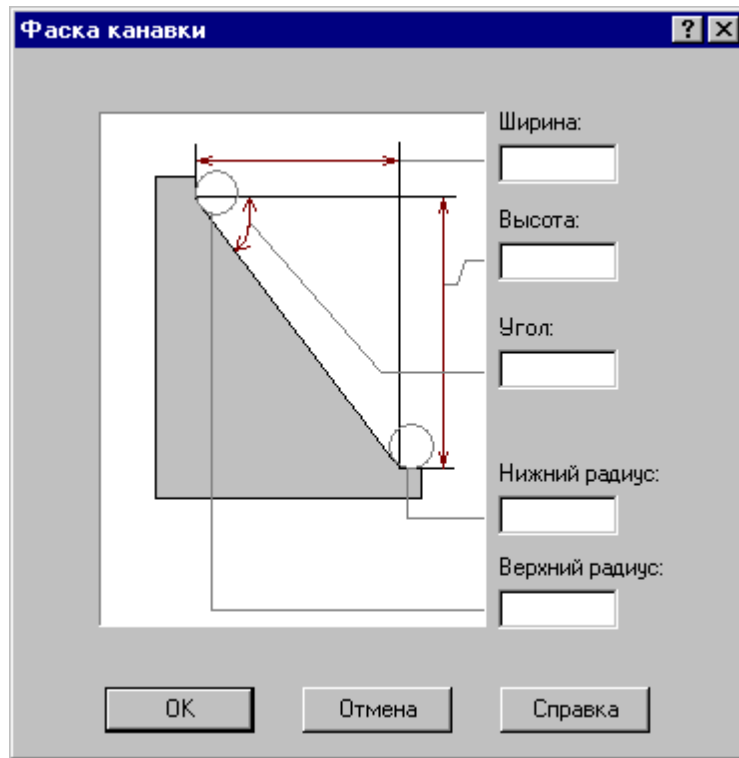 Фаска канавки
Ширина:
Высота:
Угол:
Нижний радиус:
Верхний радиус:
OK
Отмена
Справка